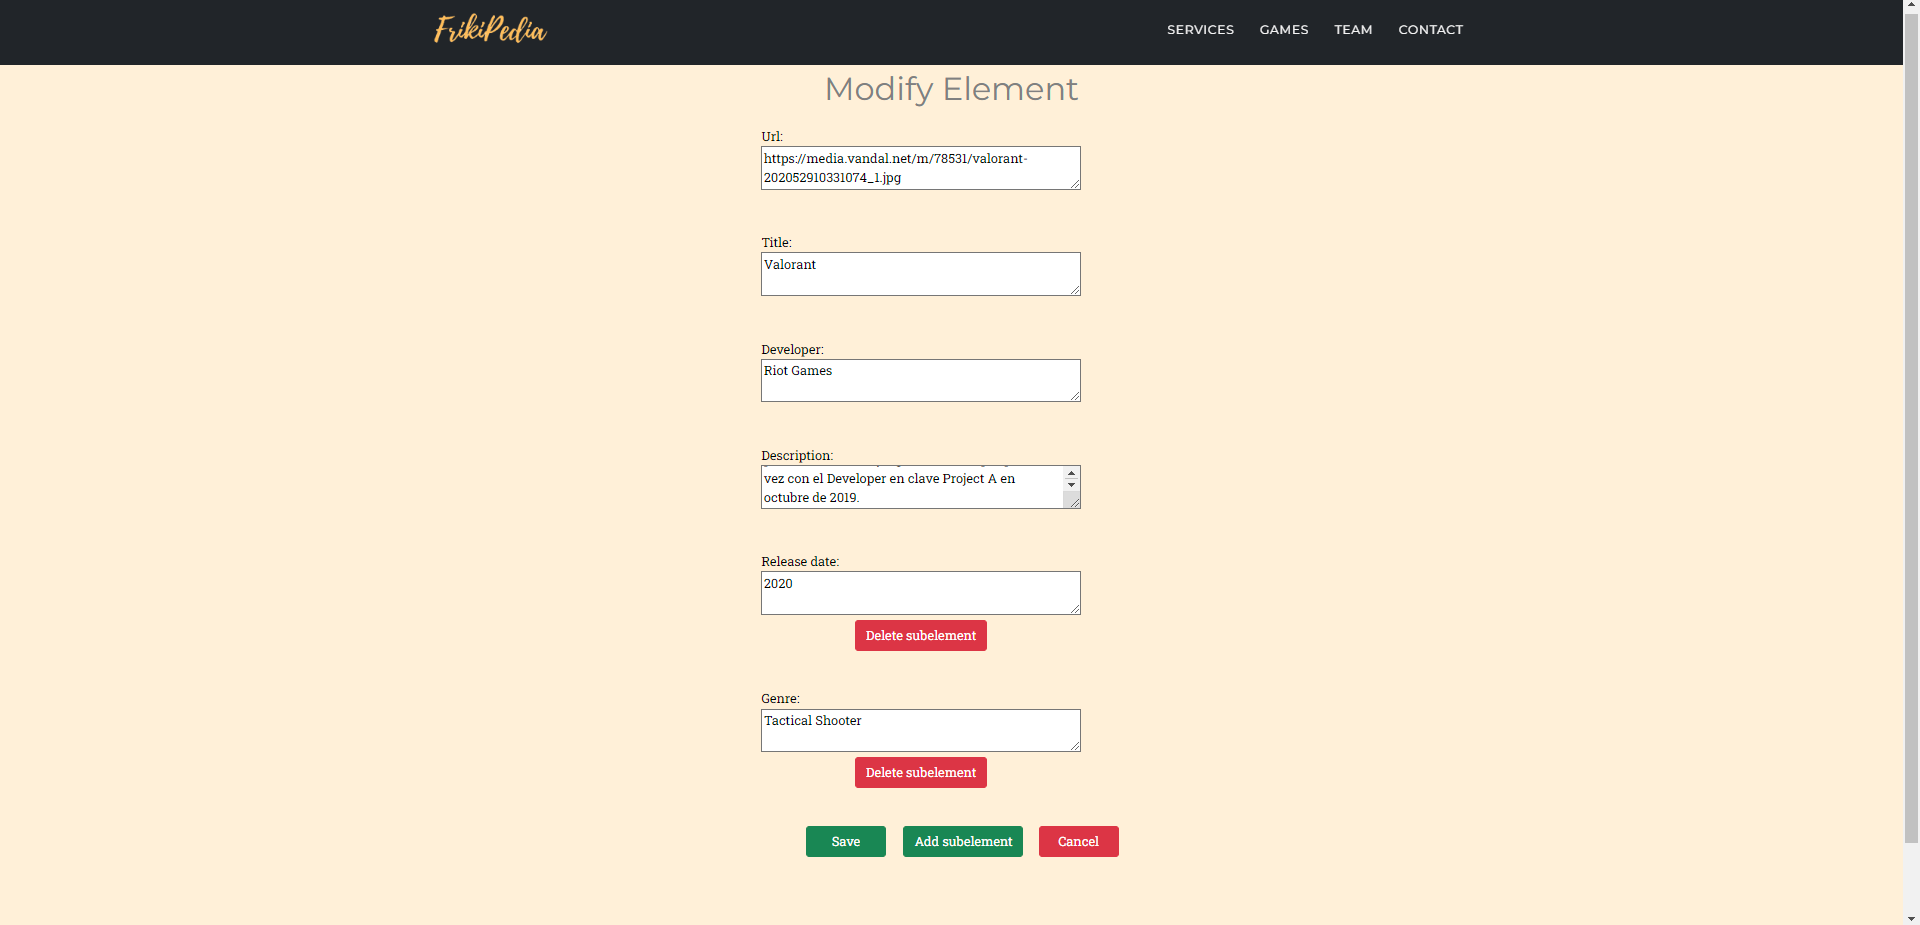 FrikiPedia
SERVICES GAMES TEAM CONTACT
Modify Element
Url:
https://media.vandal.net/m/78531/valorant-
202052910331074_1.jpg
Title:
Valorant
Developer:
Riot Games
Description:
vez con el Developer en clave Project A en
octubre de 2019.
Release date:
2020
Delete subelement
Genre:
Tactical Shooter
Delete subelement
Save Add subelement Cancel